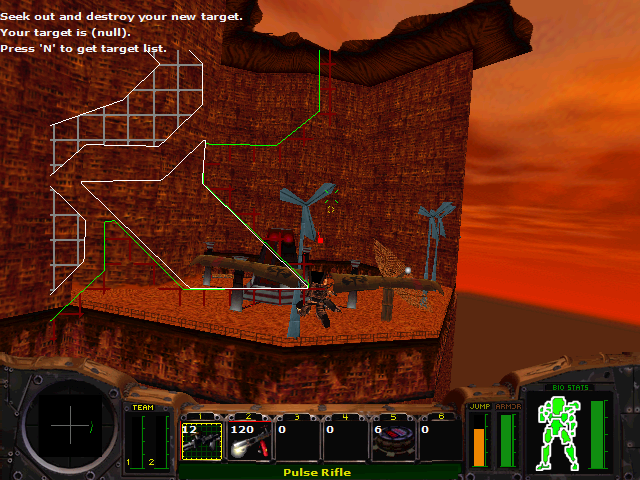 Seek out and destroy your new target.
Your target is (null).
Press 'N' to get target list.
TEAM
1 2
1 2 3 4 5 6
12 120 0 0 6 0
JUMP ARMOR
BIO STATS
Pulse Rifle